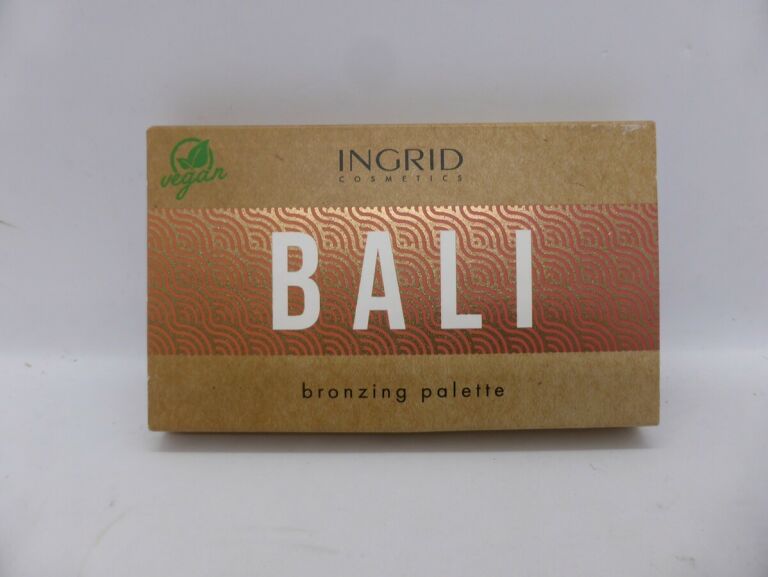 vegan
INGRID
COSMETICS
BALI
bronzing palette